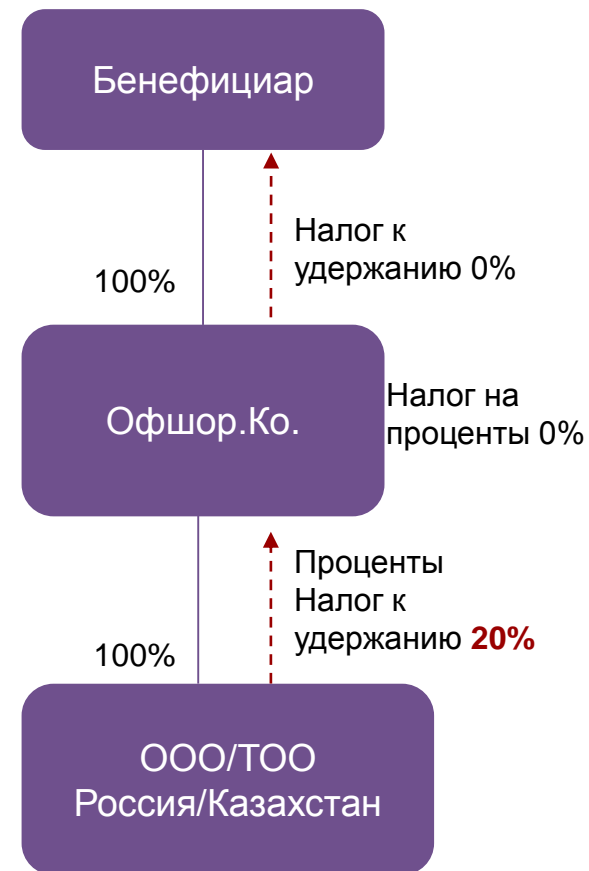 Бенефициар
Налог к
удержанию 0%
100%
Офшор.Ко.
Налог на
проценты 0%
Проценты
Налог к
удержанию 20%
100%
ООО/ТОО
Россия/Казахстан